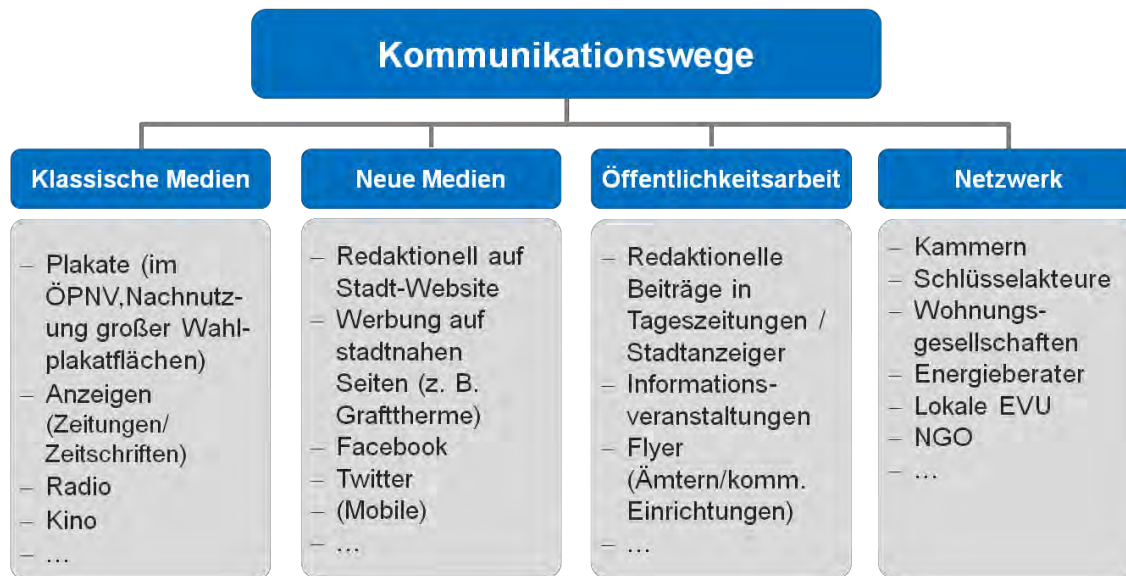 Kommunikationswege
Klassische Medien
– Plakate (im
ÖPNV,Nachnutz-
ung großer Wahl-
plakatflächen)
– Anzeigen
(Zeitungen/
Zeitschriften)
– Radio
– Kino
– ...
Neue Medien
– Redaktionell auf
Stadt-Website
– Werbung auf
stadtnahen
Seiten (z. B.
Grafttherme)
– Facebook
– Twitter
– (Mobile)
– ...
Öffentlichkeitsarbeit
– Redaktionelle
Beiträge in
Tageszeitungen /
Stadtanzeiger
– Informations-
veranstaltungen
– Flyer
(Ämtern/komm.
Einrichtungen)
– ...
Netzwerk
– Kammern
– Schlüsselakteure
– Wohnungs-
gesellschaften
– Energieberater
– Lokale EVU
– NGO
– ...